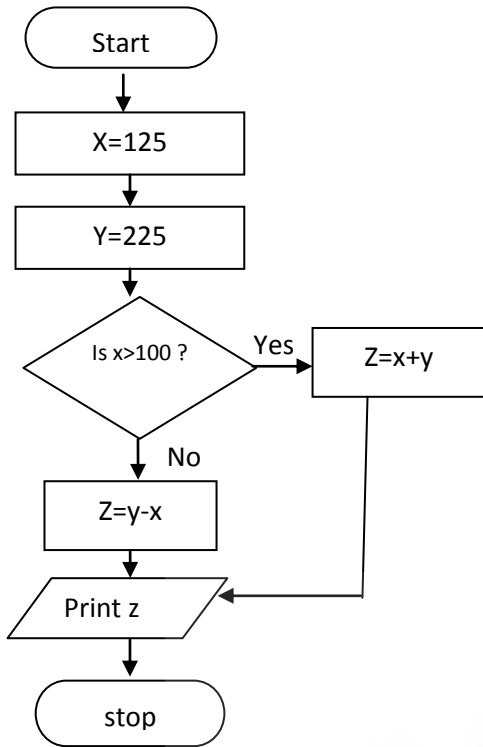 Start
X=125
Y=225
Is x>100 ?
Yes
Z=x+y
No
Z=y-x
Print z
stop